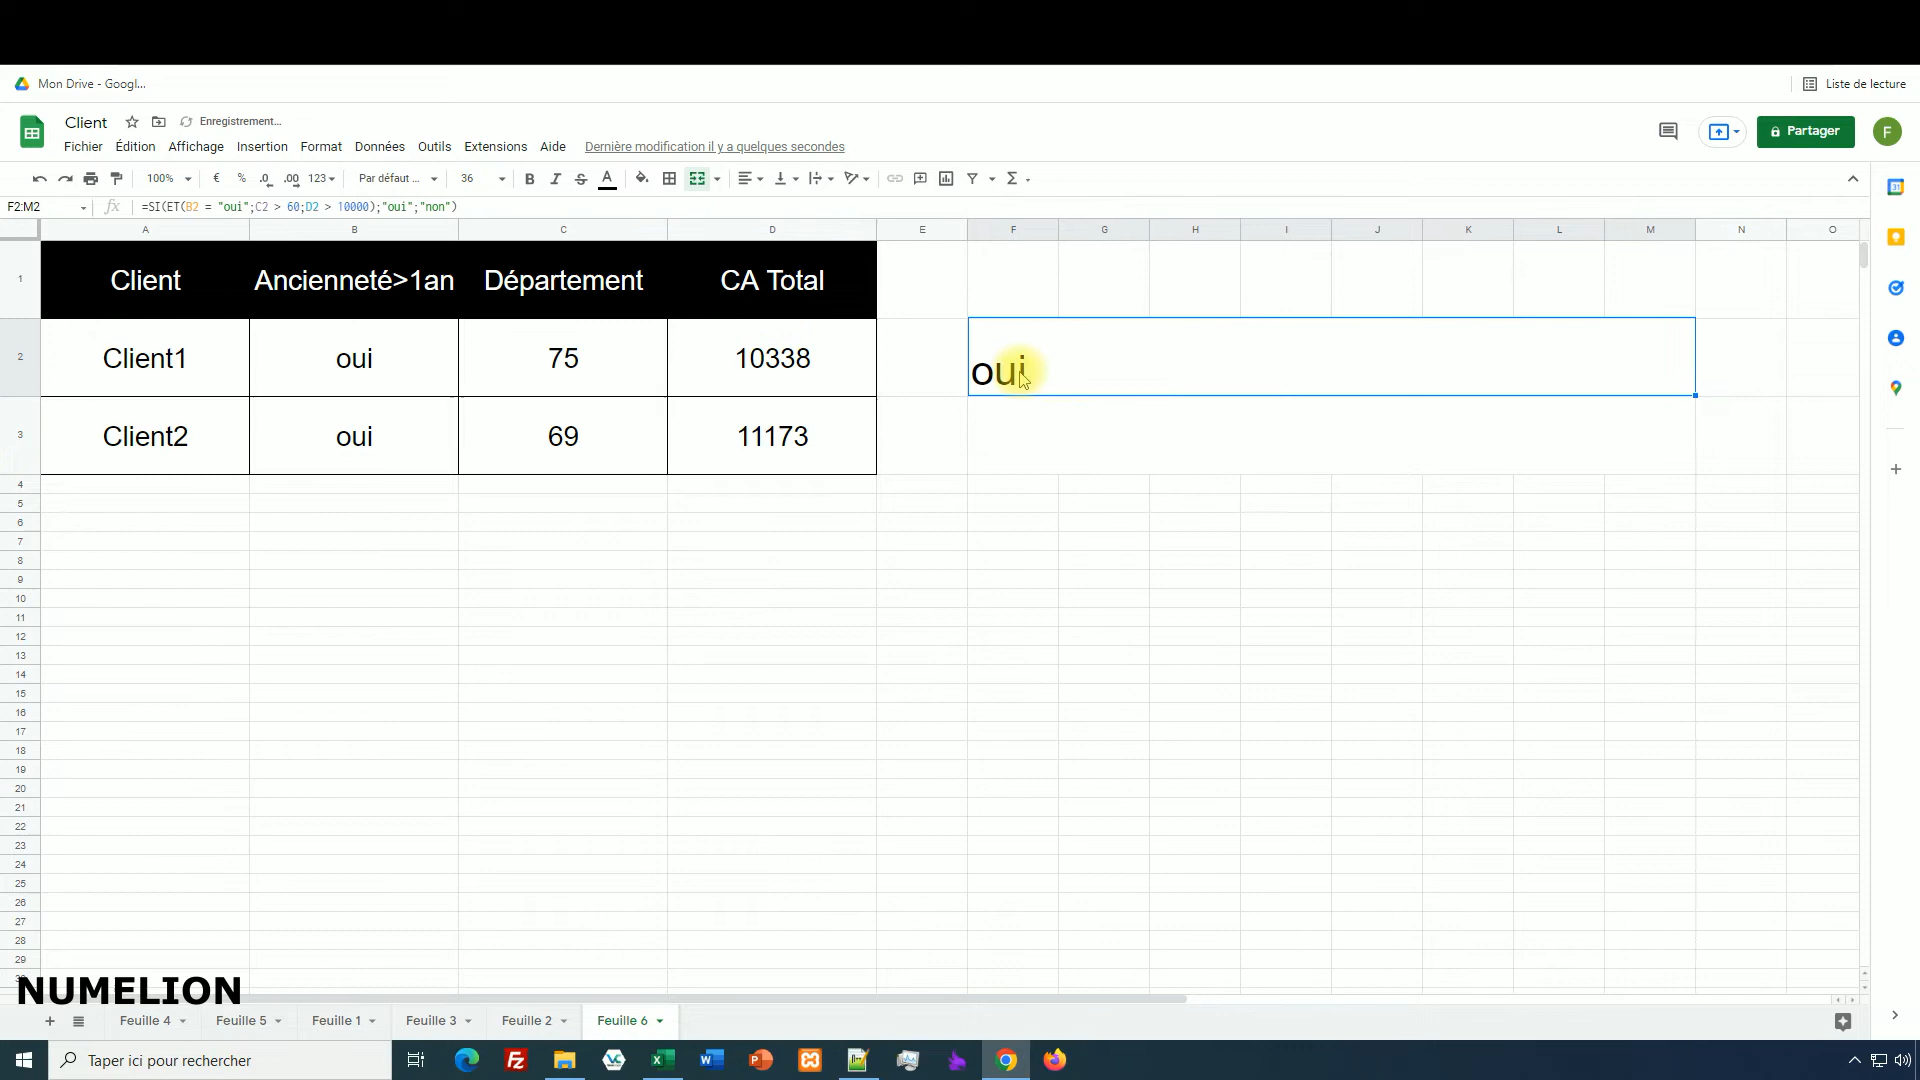 Mon Drive - Googl...
Liste de lecture
Client
Enregistrement...
Partager
F
Fichier Édition Affichage Insertion Format Données Outils Extensions Aide Dernière modification il y a quelques secondes
100% € % .0 .00 123 Par défaut ... 36 B I S A Σ
F2:M2 fx =SI(ET(B2 = "oui";C2 > 60;D2 > 10000);"oui";"non")
A B C D E F G H I J K L M N O
1 Client Ancienneté>1an Département CA Total
2 Client1 oui 75 10338 oui
3 Client2 oui 69 11173
4
5
6
7
8
9
10
11
12
13
14
15
16
17
18
19
20
21
22
23
24
25
26
27
28
29
NUMELION
Feuille 4 Feuille 5 Feuille 1 Feuille 3 Feuille 2 Feuille 6
Taper ici pour rechercher